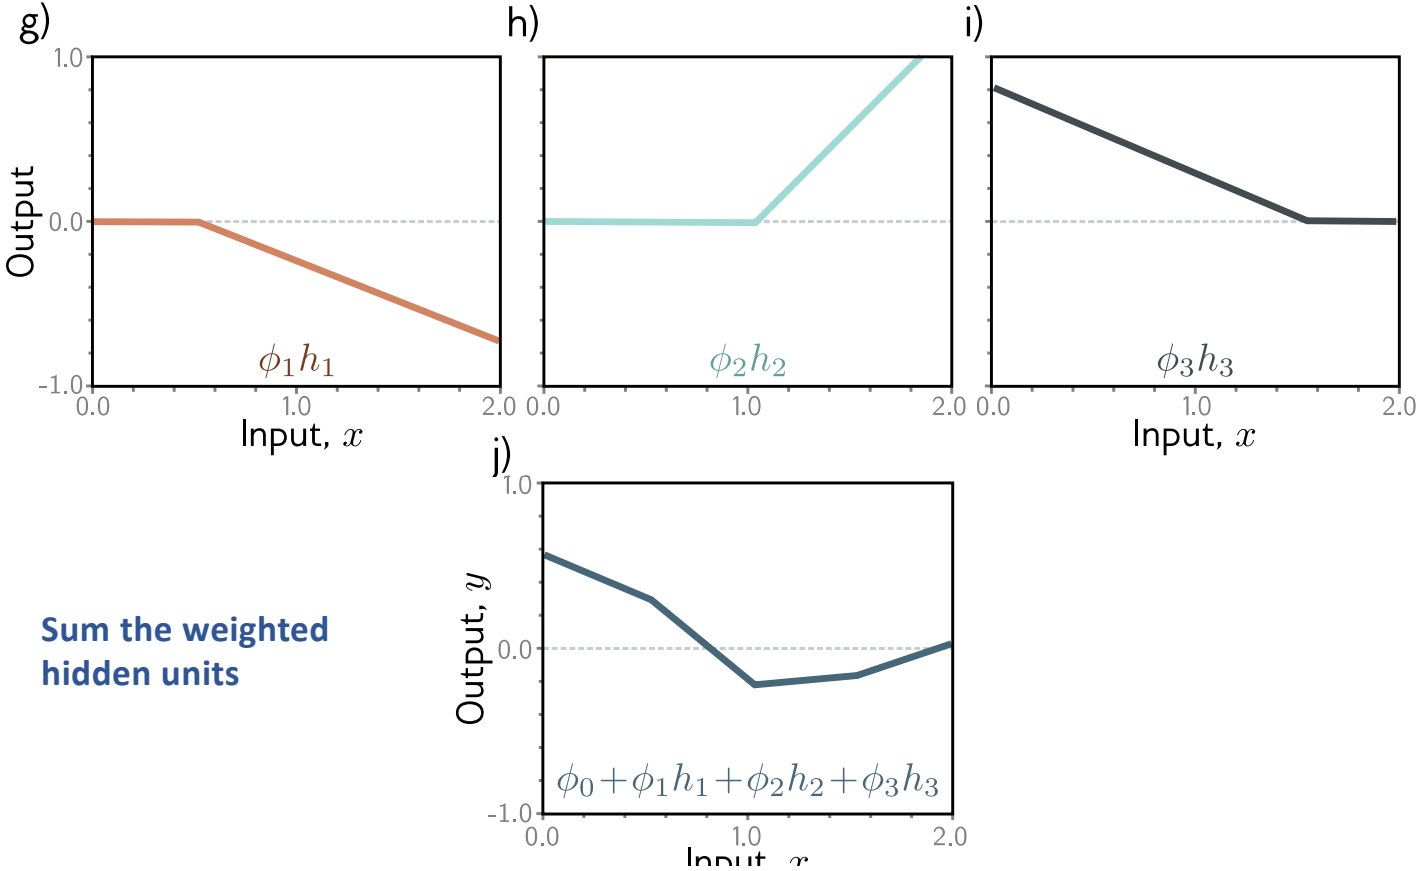 g)
h)
i)
1.0
0.0
-1.0
Output
ϕ₁h₁
ϕ₂h₂
ϕ₃h₃
0.0 1.0 2.0
0.0 1.0 2.0
0.0 1.0 2.0
Input, x
Input, x
j)
1.0
0.0
-1.0
Output, y
Sum the weighted
hidden units
ϕ₀+ϕ₁h₁+ϕ₂h₂+ϕ₃h₃
0.0 1.0 2.0
Input, x